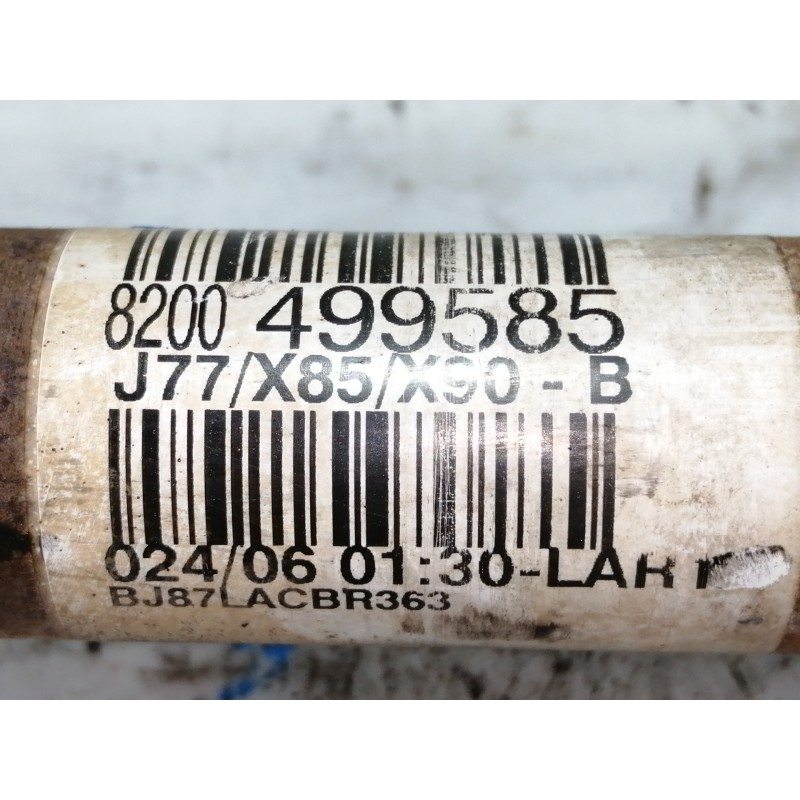 8200 499585
J77/X85/X90 - B
024/06 01:30-LAR
BJ87LACBR363